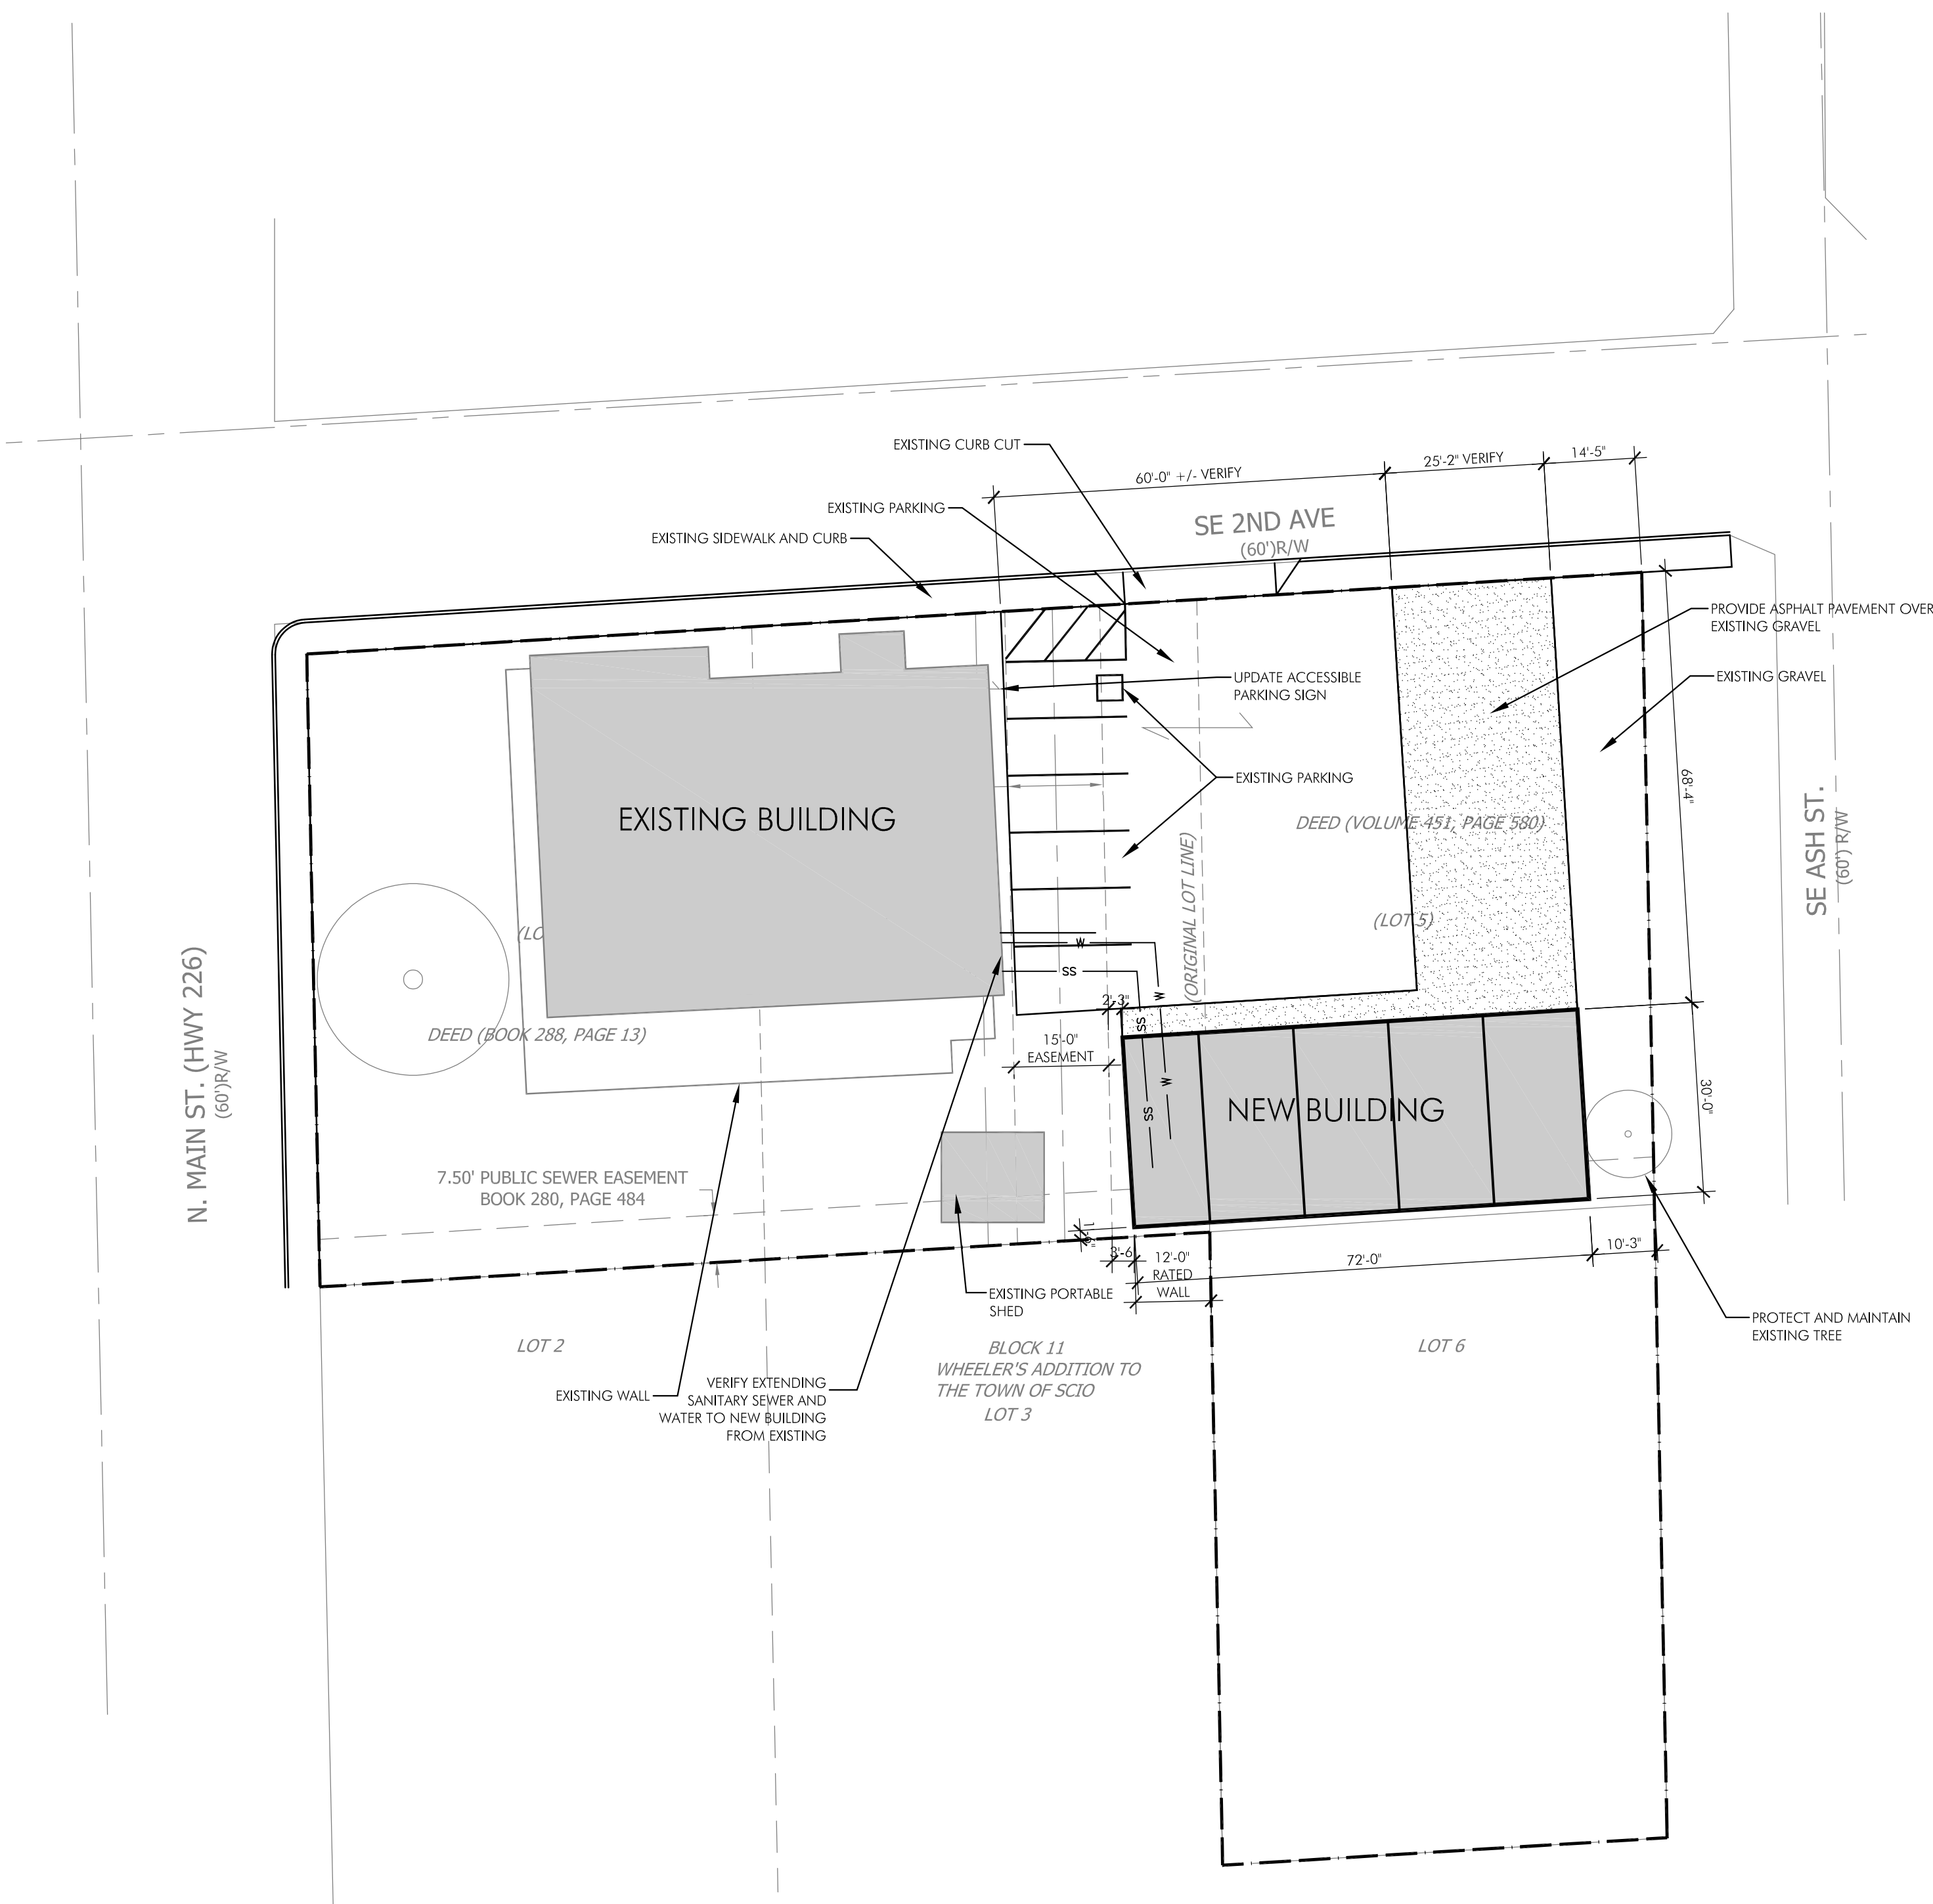 EXISTING CURB CUT
60'-0" +/- VERIFY
25'-2" VERIFY
14'-5"
EXISTING PARKING
SE 2ND AVE
(60')R/W
EXISTING SIDEWALK AND CURB
PROVIDE ASPHALT PAVEMENT OVER
EXISTING GRAVEL
UPDATE ACCESSIBLE
PARKING SIGN
EXISTING GRAVEL
EXISTING PARKING
68'-4"
EXISTING BUILDING
DEED (VOLUME 451, PAGE 580)
SE ASH ST.
(60') R/W
(ORIGINAL LOT LINE)
(LOT 5)
(LO
W
SS
W
2'-3"
SS
N. MAIN ST. (HWY 226)
(60')R/W
DEED (BOOK 288, PAGE 13)
15'-0"
EASEMENT
W
SS
NEW BUILDING
30'-0"
7.50' PUBLIC SEWER EASEMENT
BOOK 280, PAGE 484
3'-6
12'-0"
RATED
WALL
72'-0"
10'-3"
EXISTING PORTABLE
SHED
PROTECT AND MAINTAIN
EXISTING TREE
LOT 2
BLOCK 11
WHEELER'S ADDITION TO
THE TOWN OF SCIO
LOT 3
LOT 6
EXISTING WALL
VERIFY EXTENDING
SANITARY SEWER AND
WATER TO NEW BUILDING
FROM EXISTING